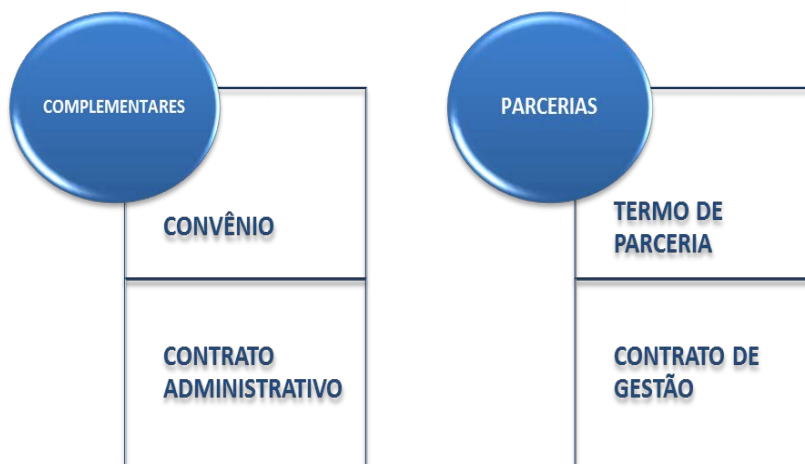 COMPLEMENTARES
CONVÊNIO
CONTRATO
ADMINISTRATIVO
PARCERIAS
TERMO DE
PARCERIA
CONTRATO DE
GESTÃO